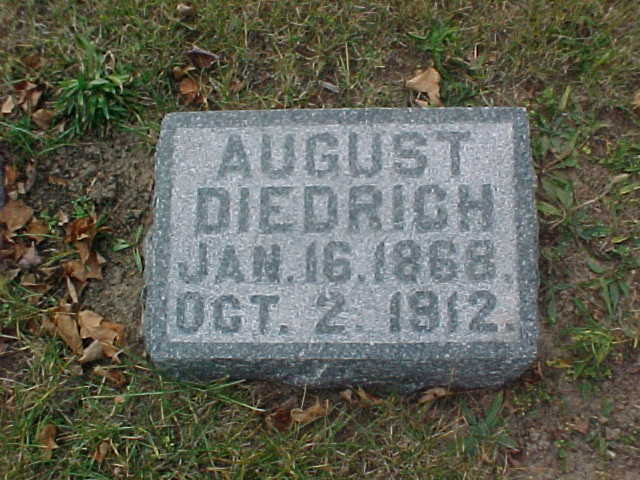 AUGUST
DIEDRICH
JAN. 16. 1868.
OCT. 2. 1912.